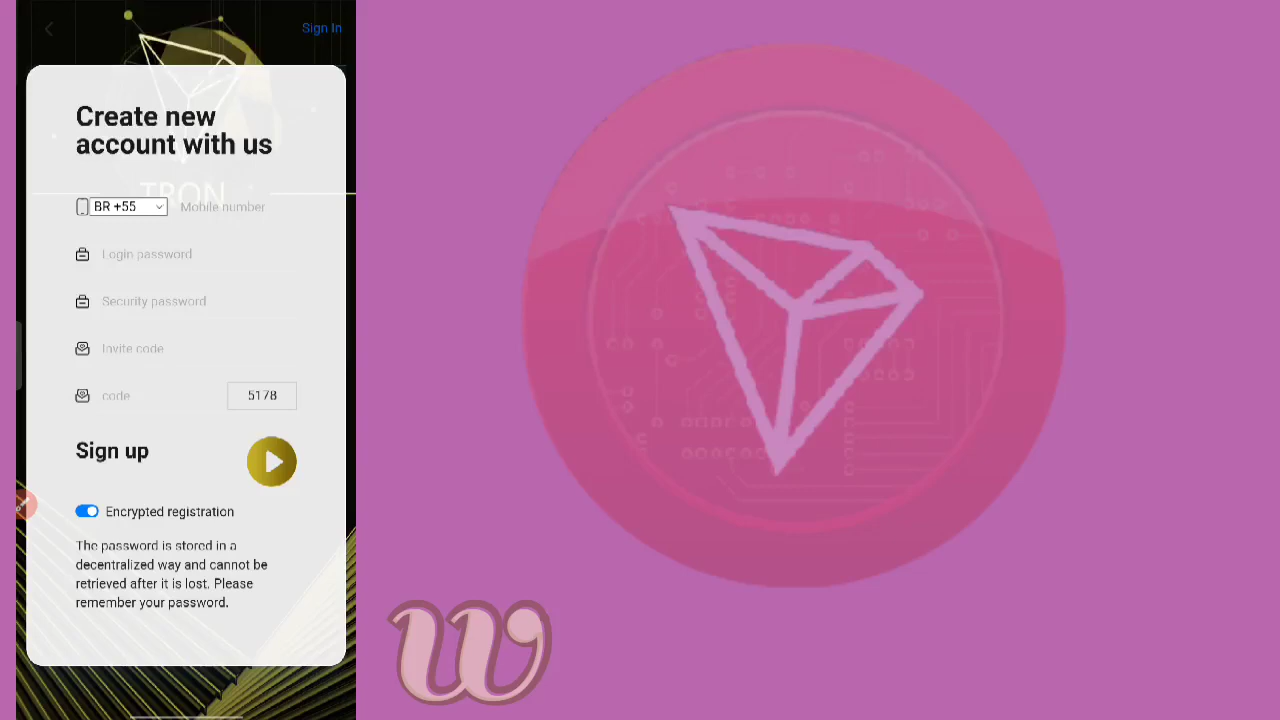 Sign In
Create new
account with us
TRON
BR +55 Mobile number
Login password
Security password
Invite code
code 5178
Sign up
Encrypted registration
The password is stored in a
decentralized way and cannot be
retrieved after it is lost. Please
remember your password.
w